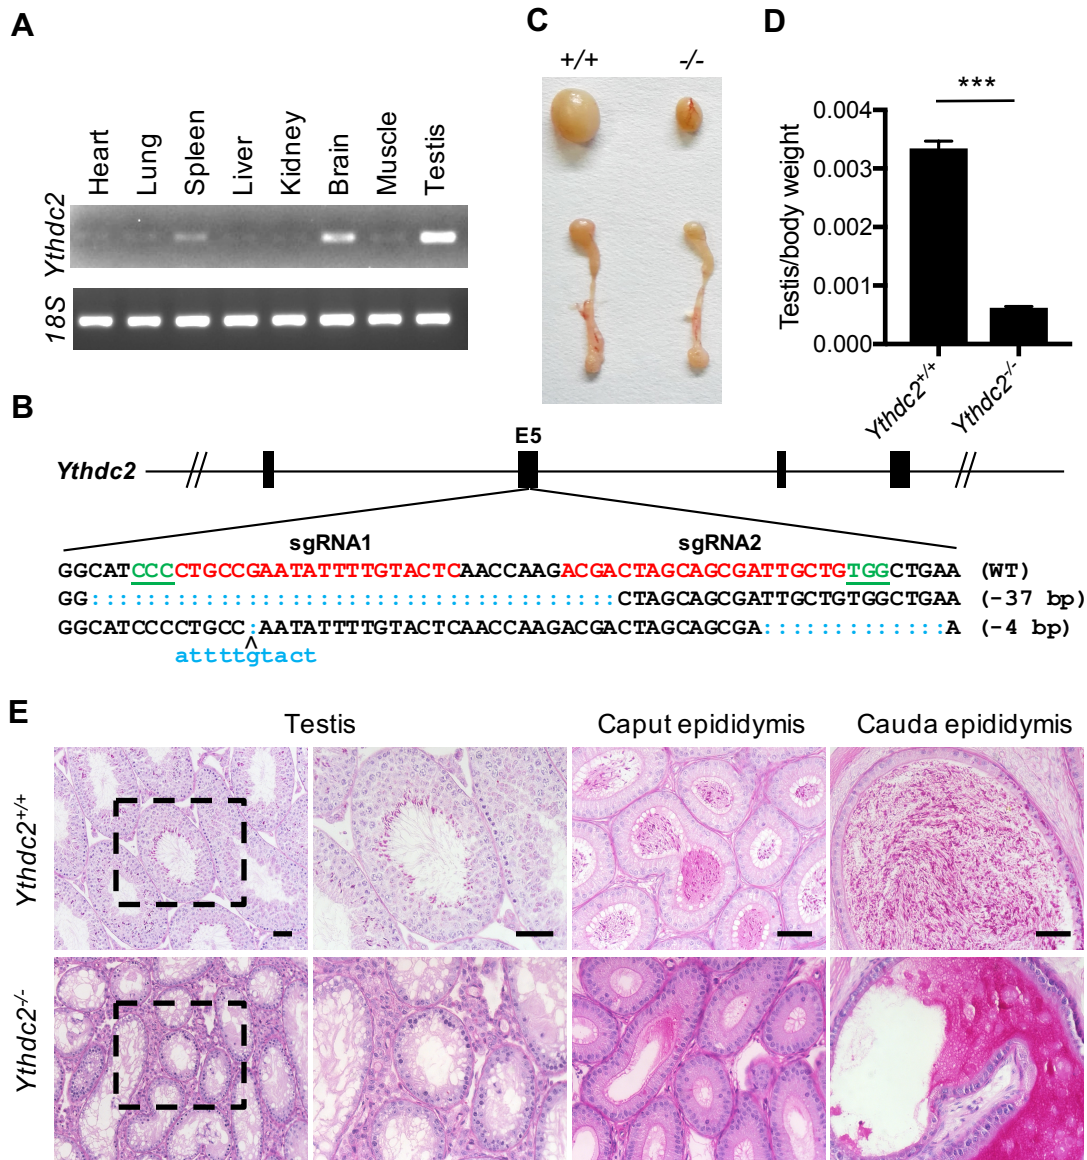 A
Heart
Lung
Spleen
Liver
Kidney
Brain
Muscle
Testis
Ythdc2
18S
C
+/+ -/-
D
***
Testis/body weight
0.004
0.003
0.002
0.001
0.000
Ythdc2+/+
Ythdc2-/-
B
E5
Ythdc2
sgRNA1 sgRNA2
GGCATCCCCTGCCGAATATTTTGTACTCAACCAAGACGACTAGCAGCGATTGCTGTGGCTGAA (WT)
GG:::::::::::::::::::::::::::::::::::::CTAGCAGCGATTGCTGTGGCTGAA (-37 bp)
GGCATCCCCTGCC:AATATTTTGTACTCAACCAAGACGACTAGCAGCGA:::::::::::::A (-4 bp)
^
attttgtact
E
Testis Caput epididymis Cauda epididymis
Ythdc2+/+
Ythdc2-/-